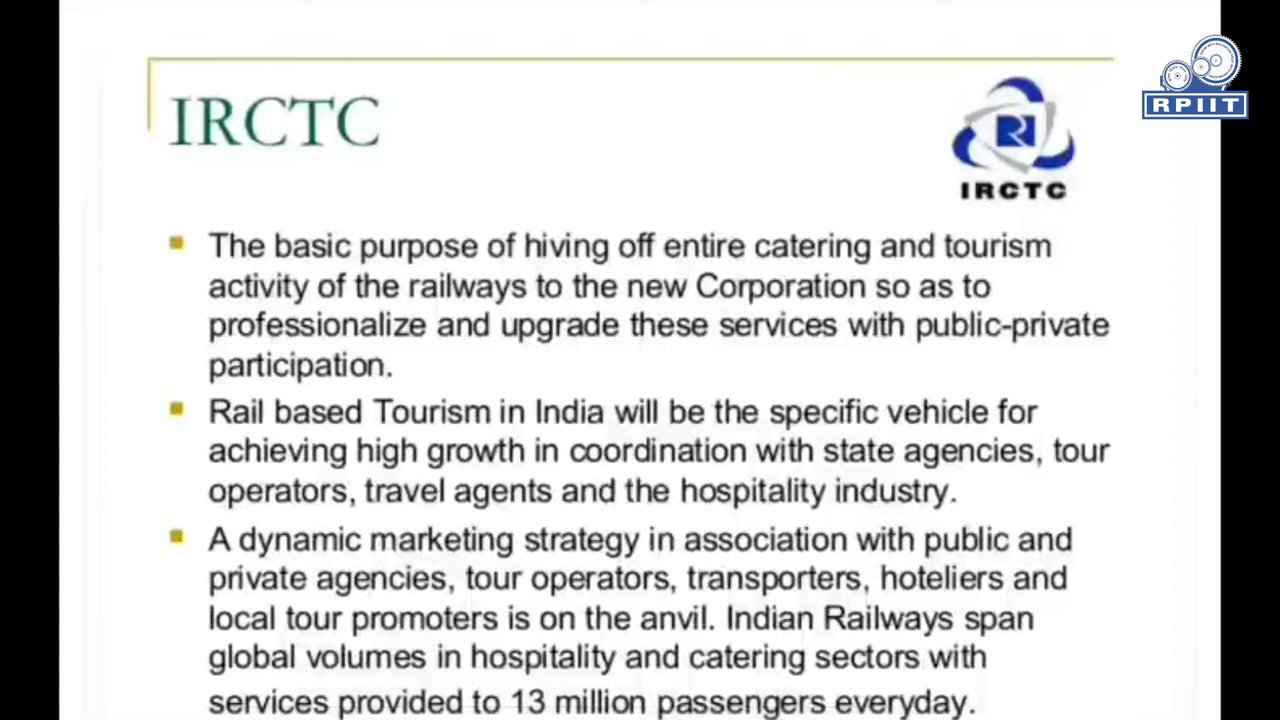 IRCTC
RPIIT
IRCTC
The basic purpose of hiving off entire catering and tourism
activity of the railways to the new Corporation so as to
professionalize and upgrade these services with public-private
participation.
Rail based Tourism in India will be the specific vehicle for
achieving high growth in coordination with state agencies, tour
operators, travel agents and the hospitality industry.
A dynamic marketing strategy in association with public and
private agencies, tour operators, transporters, hoteliers and
local tour promoters is on the anvil. Indian Railways span
global volumes in hospitality and catering sectors with
services provided to 13 million passengers everyday.